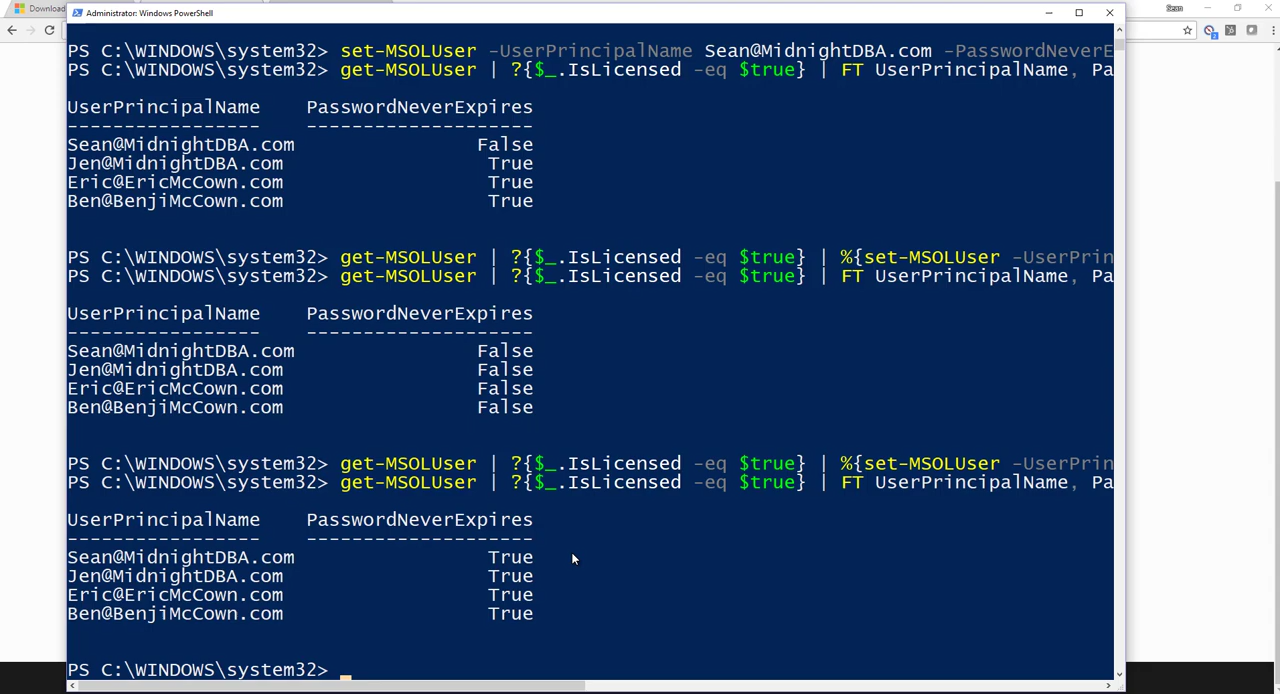 Download
Administrator: Windows PowerShell
Sean
PS C:\WINDOWS\system32> set-MSOLUser -UserPrincipalName Sean@MidnightDBA.com -PasswordNeverE
PS C:\WINDOWS\system32> get-MSOLUser | ?{$_.IsLicensed -eq $true} | FT UserPrincipalName, Pa
UserPrincipalName    PasswordNeverExpires
-----------------    --------------------
Sean@MidnightDBA.com                False
Jen@MidnightDBA.com                  True
Eric@EricMcCown.com                  True
Ben@BenjiMcCown.com                  True
PS C:\WINDOWS\system32> get-MSOLUser | ?{$_.IsLicensed -eq $true} | %{set-MSOLUser -UserPrin
PS C:\WINDOWS\system32> get-MSOLUser | ?{$_.IsLicensed -eq $true} | FT UserPrincipalName, Pa
UserPrincipalName    PasswordNeverExpires
-----------------    --------------------
Sean@MidnightDBA.com                False
Jen@MidnightDBA.com                 False
Eric@EricMcCown.com                 False
Ben@BenjiMcCown.com                 False
PS C:\WINDOWS\system32> get-MSOLUser | ?{$_.IsLicensed -eq $true} | %{set-MSOLUser -UserPrin
PS C:\WINDOWS\system32> get-MSOLUser | ?{$_.IsLicensed -eq $true} | FT UserPrincipalName, Pa
UserPrincipalName    PasswordNeverExpires
-----------------    --------------------
Sean@MidnightDBA.com                 True
Jen@MidnightDBA.com                  True
Eric@EricMcCown.com                  True
Ben@BenjiMcCown.com                  True
PS C:\WINDOWS\system32>